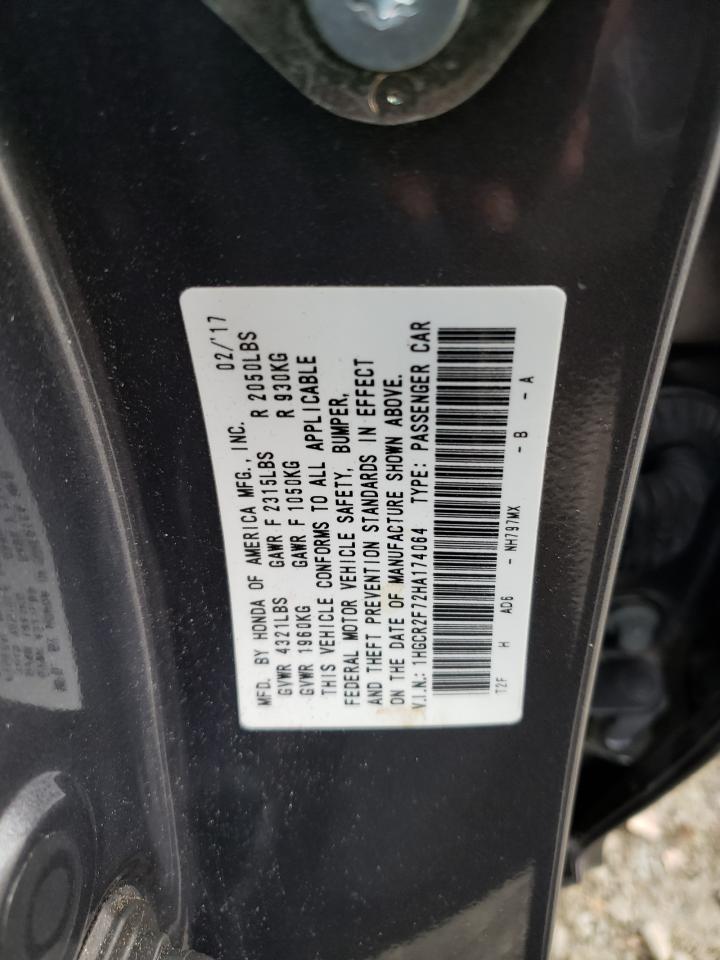 MFD. BY HONDA OF AMERICA MFG., INC. 02/'17
GVWR 4321LBS GAWR F 2315LBS R 2050LBS
GVWR 1960KG GAWR F 1050KG R 930KG
THIS VEHICLE CONFORMS TO ALL APPLICABLE
FEDERAL MOTOR VEHICLE SAFETY, BUMPER,
AND THEFT PREVENTION STANDARDS IN EFFECT
ON THE DATE OF MANUFACTURE SHOWN ABOVE.
V.I.N.: 1HGCR2F72HA174064 TYPE: PASSENGER CAR
T2F H AD6 - NH797MX - B - A